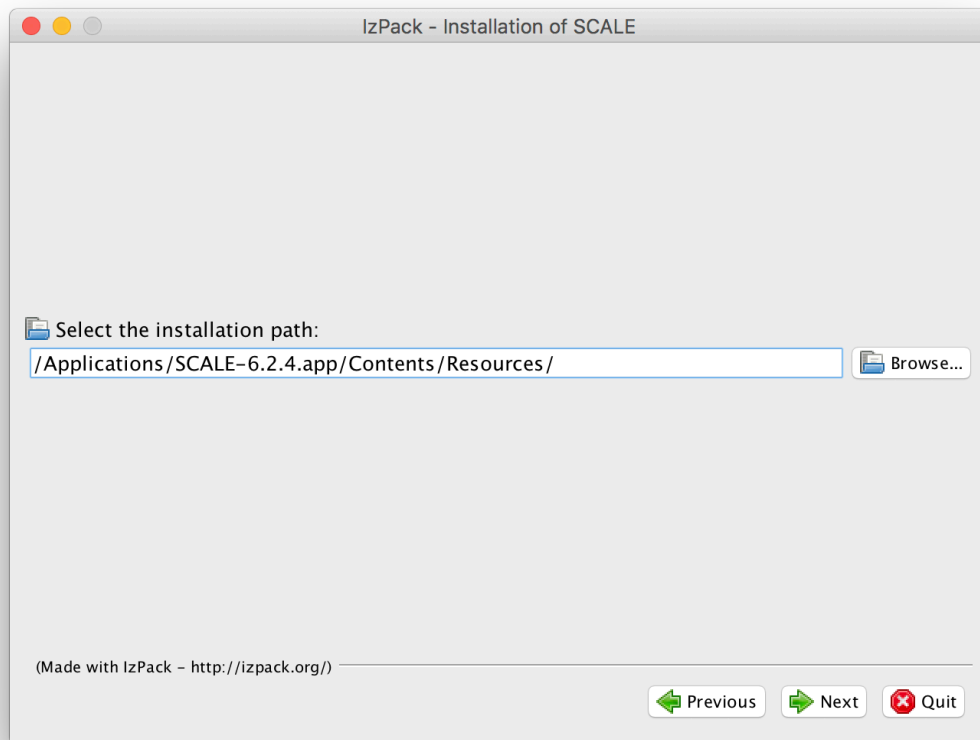 IzPack - Installation of SCALE
Select the installation path:
/Applications/SCALE-6.2.4.app/Contents/Resources/
Browse...
(Made with IzPack - http://izpack.org/)
Previous
Next
Quit